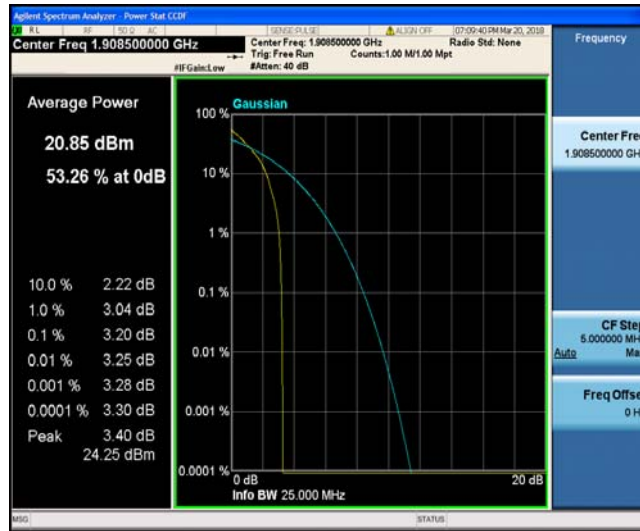 Agilent Spectrum Analyzer - Power Stat CCDF
RL RF 50 Ω AC SENSE:PULSE ALIGN OFF 07:09:40 PM Mar 20, 2018
Center Freq 1.908500000 GHz
Center Freq: 1.908500000 GHz Radio Std: None
Trig: Free Run Counts:1.00 M/1.00 Mpt
#IFGain:Low #Atten: 40 dB
Frequency
Average Power
20.85 dBm
53.26 % at 0dB
10.0 % 2.22 dB
1.0 % 3.04 dB
0.1 % 3.20 dB
0.01 % 3.25 dB
0.001 % 3.28 dB
0.0001 % 3.30 dB
Peak 3.40 dB
24.25 dBm
Gaussian
100 %
10 %
1 %
0.1 %
0.01 %
0.001 %
0.0001 %
0 dB 20 dB
Info BW 25.000 MHz
Center Fre
1.908500000 GH
CF Step
5.000000 MH
Auto Ma
Freq Offse
0 H
MSG STATUS